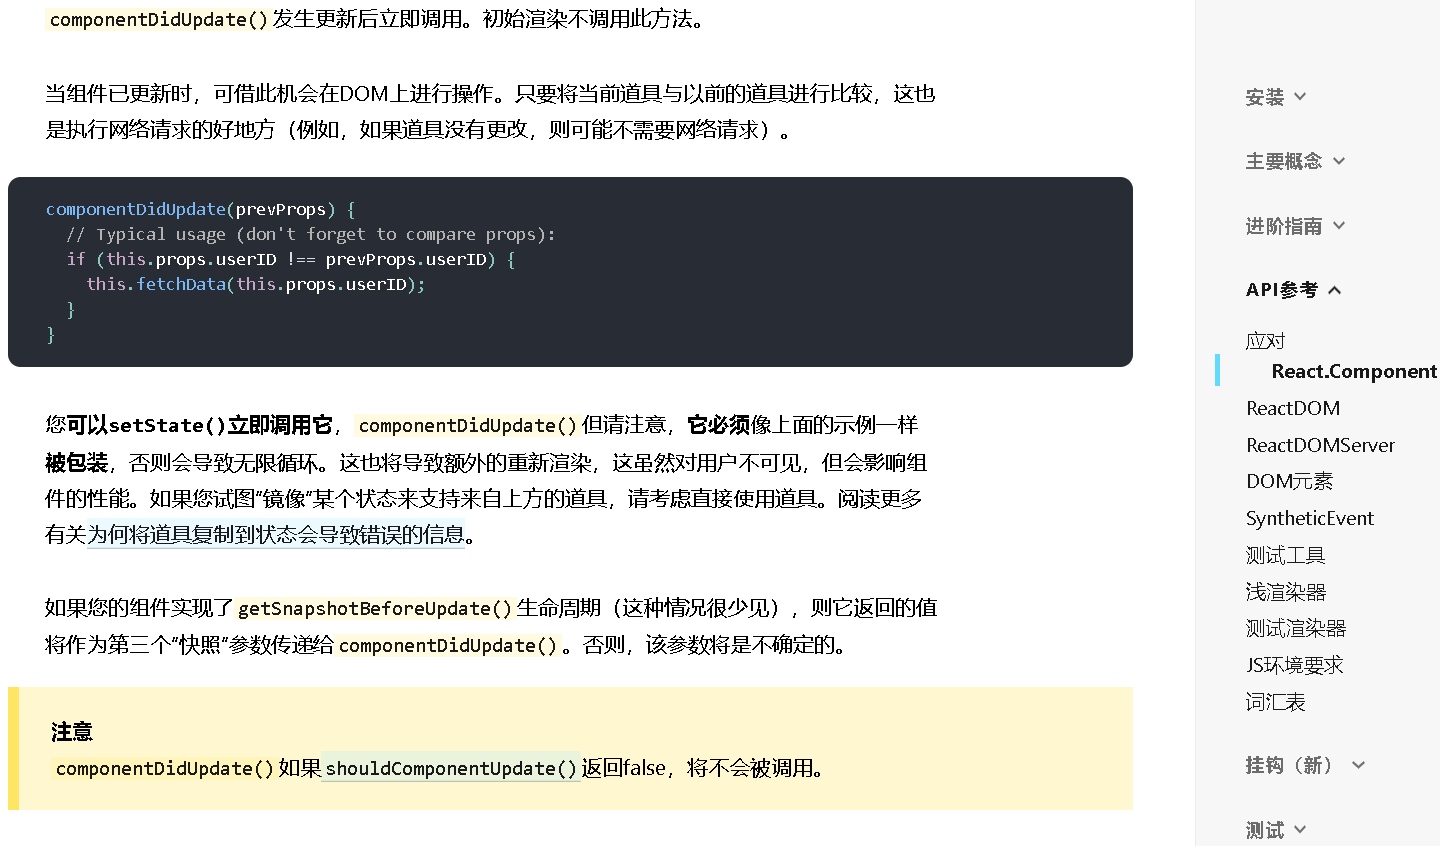 componentDidUpdate()发生更新后立即调用。初始渲染不调用此方法。
当组件已更新时，可借此机会在DOM上进行操作。只要将当前道具与以前的道具进行比较，这也
是执行网络请求的好地方（例如，如果道具没有更改，则可能不需要网络请求）。
componentDidUpdate(prevProps) {
  // Typical usage (don't forget to compare props):
  if (this.props.userID !== prevProps.userID) {
    this.fetchData(this.props.userID);
  }
}
您可以setState()立即调用它，componentDidUpdate()但请注意，它必须像上面的示例一样
被包装，否则会导致无限循环。这也将导致额外的重新渲染，这虽然对用户不可见，但会影响组
件的性能。如果您试图“镜像”某个状态来支持来自上方的道具，请考虑直接使用道具。阅读更多
有关为何将道具复制到状态会导致错误的信息。
如果您的组件实现了getSnapshotBeforeUpdate()生命周期（这种情况很少见），则它返回的值
将作为第三个“快照”参数传递给componentDidUpdate()。否则，该参数将是不确定的。
注意
componentDidUpdate()如果shouldComponentUpdate()返回false，将不会被调用。
安装
主要概念
进阶指南
API参考
应对
React.Component
ReactDOM
ReactDOMServer
DOM元素
SyntheticEvent
测试工具
浅渲染器
测试渲染器
JS环境要求
词汇表
挂钩（新）
测试